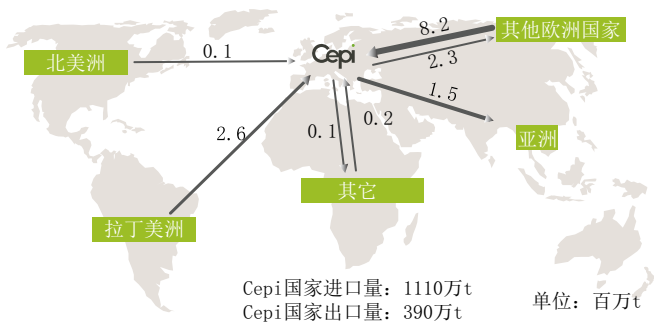 其他欧洲国家
8.2
北美洲
0.1
Cepi
2.3
1.5
2.6
0.1
0.2
亚洲
其它
拉丁美洲
Cepi国家进口量：1110万t
Cepi国家出口量：390万t
单位：百万t